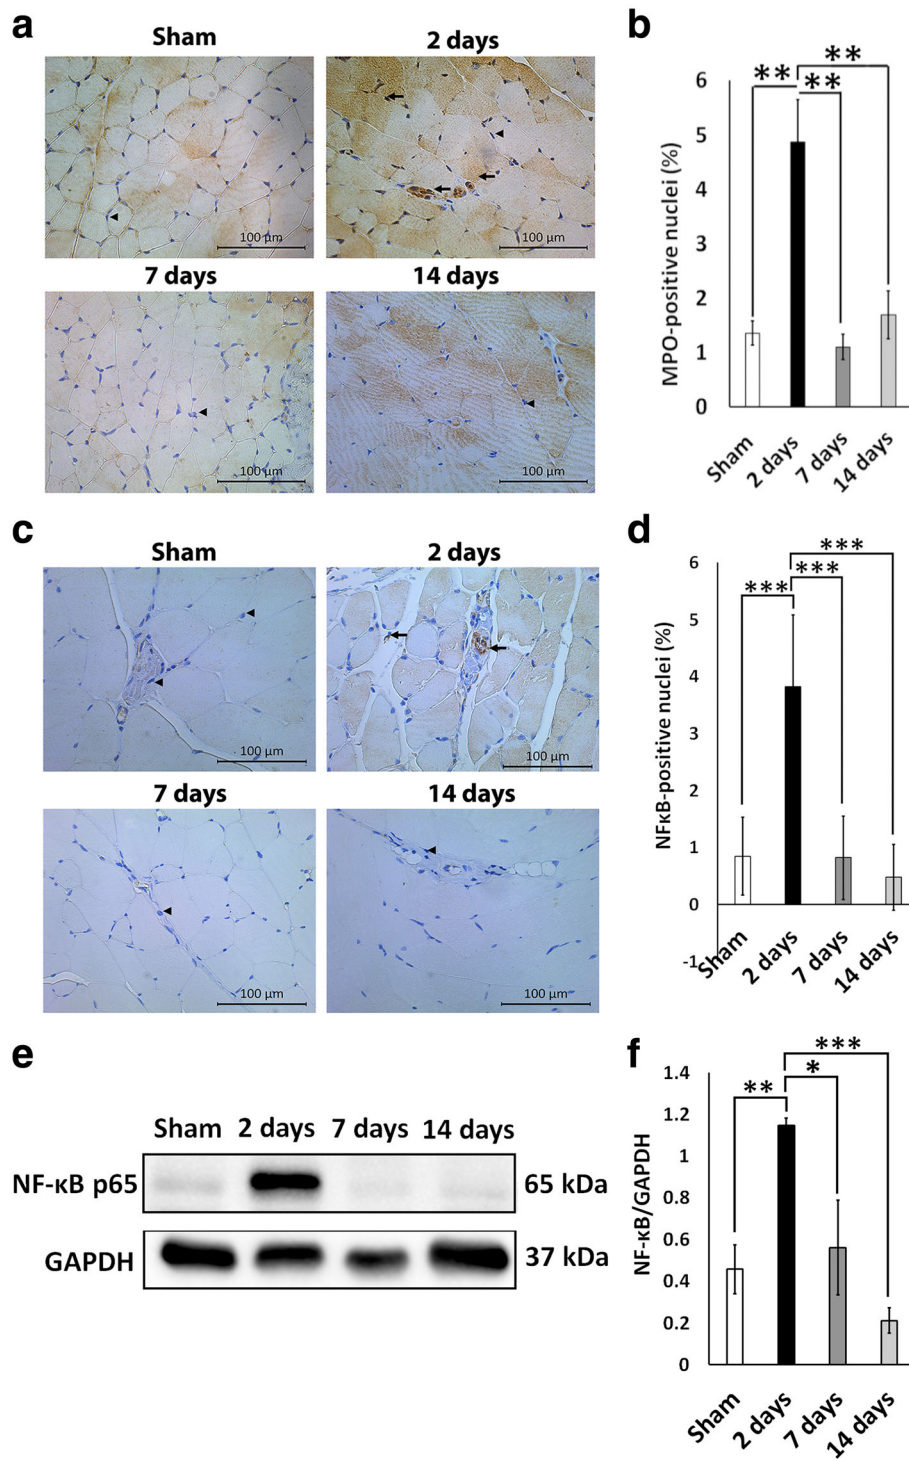 a
Sham
2 days
100 µm
100 µm
7 days
14 days
100 µm
100 µm
b
** **
**
MPO-positive nuclei (%)
6
5
4
3
2
1
0
Sham
2 days
7 days
14 days
c
Sham
2 days
100 µm
100 µm
7 days
14 days
100 µm
100 µm
d
***
***
***
NFκB-positive nuclei (%)
6
5
4
3
2
1
0
-1
Sham
2 days
7 days
14 days
e
Sham 2 days 7 days 14 days
NF-κB p65 65 kDa
GAPDH 37 kDa
f
***
*
**
NF-κB/GAPDH
1.4
1.2
1
0.8
0.6
0.4
0.2
0
Sham
2 days
7 days
14 days